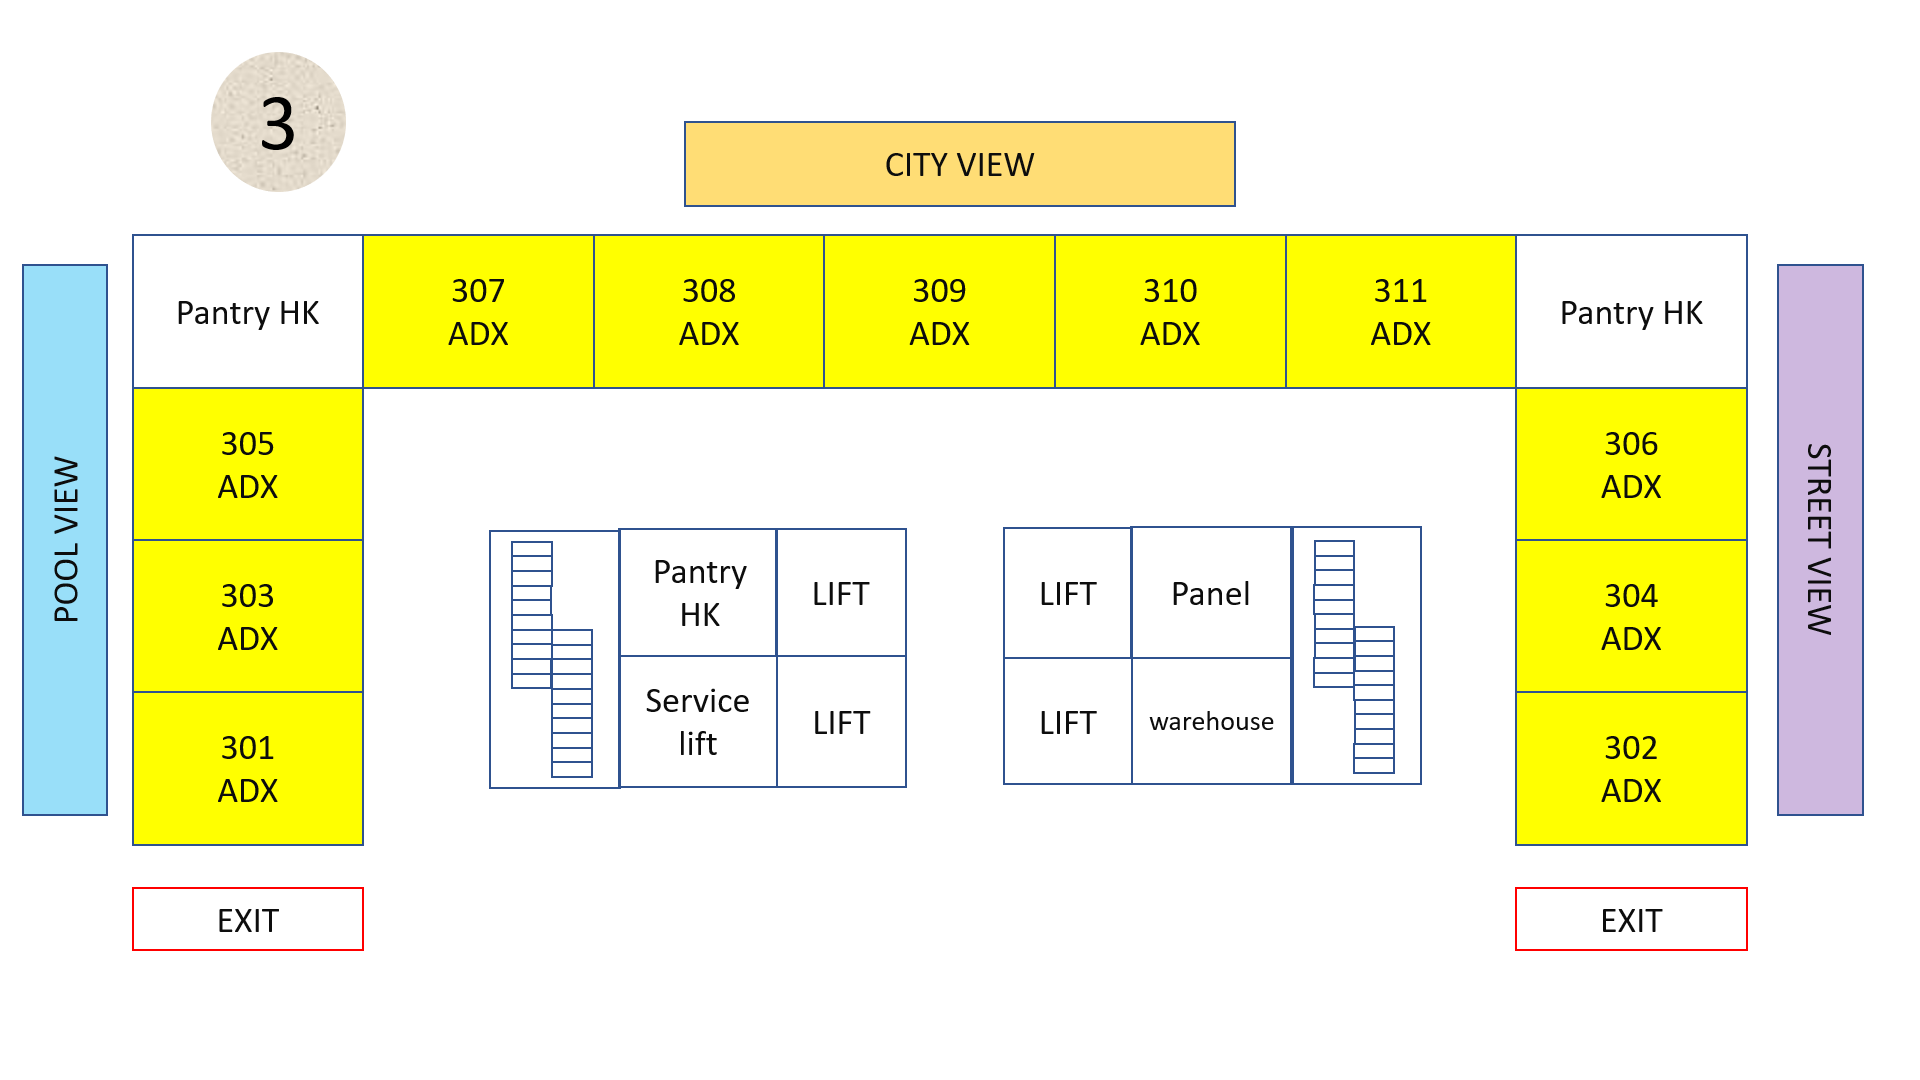 3
CITY VIEW
POOL VIEW
STREET VIEW
Pantry HK
307
ADX
308
ADX
309
ADX
310
ADX
311
ADX
Pantry HK
305
ADX
306
ADX
303
ADX
304
ADX
301
ADX
302
ADX
Pantry
HK
LIFT
Service
lift
LIFT
LIFT
Panel
LIFT
warehouse
EXIT
EXIT